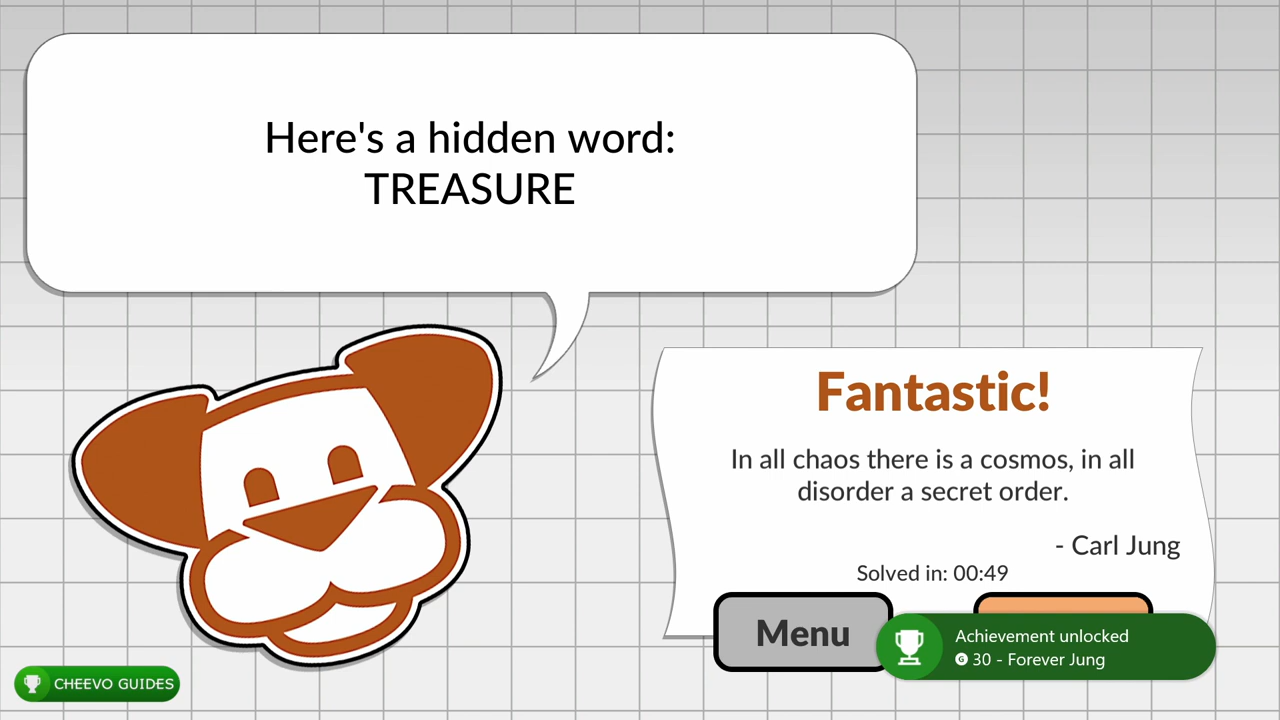 Here's a hidden word:
TREASURE
Fantastic!
In all chaos there is a cosmos, in all
disorder a secret order.
- Carl Jung
Solved in: 00:49
Menu
Achievement unlocked
G 30 - Forever Jung
CHEEVO GUIDES